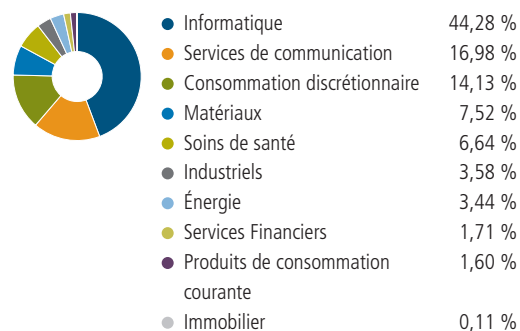 Informatique 44,28 %
Services de communication 16,98 %
Consommation discrétionnaire 14,13 %
Matériaux 7,52 %
Soins de santé 6,64 %
Industriels 3,58 %
Énergie 3,44 %
Services Financiers 1,71 %
Produits de consommation 1,60 %
courante
Immobilier 0,11 %